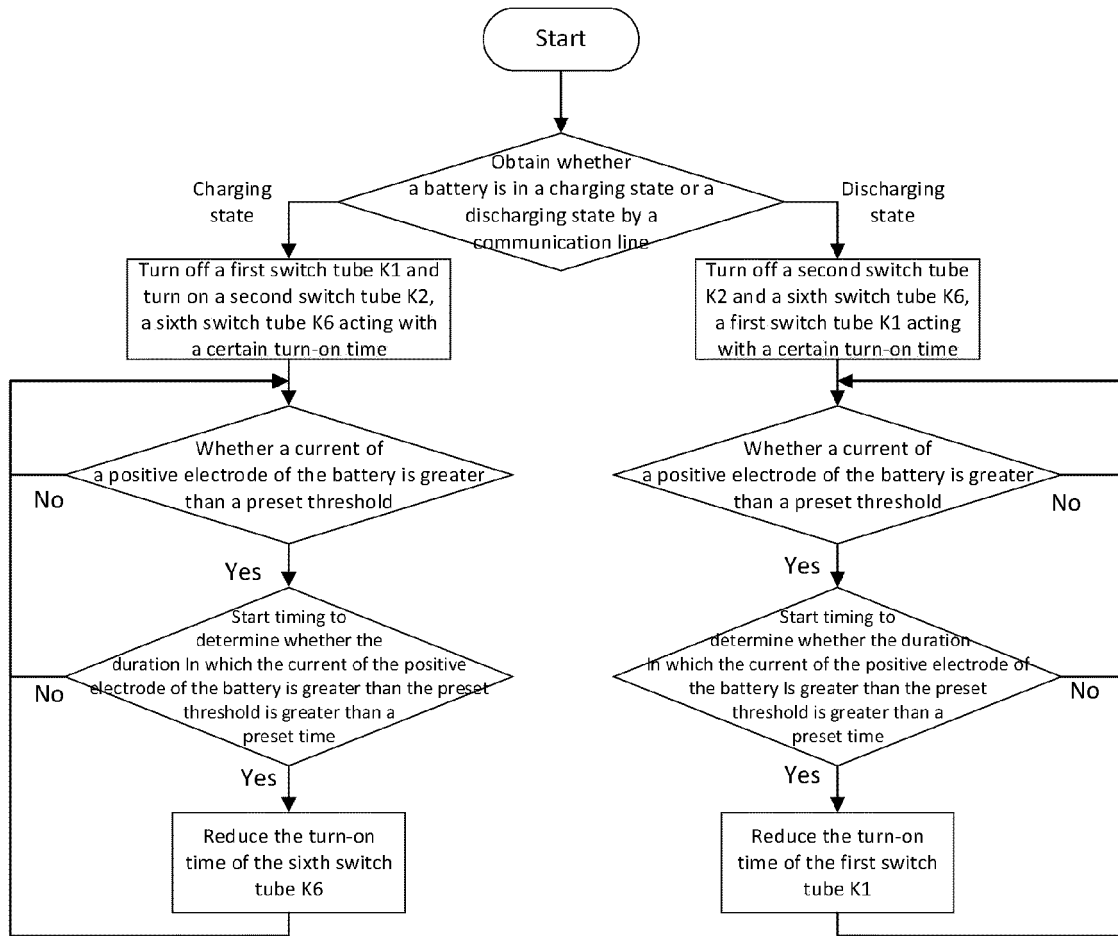 Start
Obtain whether
a battery is in a charging state or a
discharging state by a
communication line
Charging
state
Discharging
state
Turn off a first switch tube K1 and
turn on a second switch tube K2,
a sixth switch tube K6 acting with
a certain turn-on time
Turn off a second switch tube
K2 and a sixth switch tube K6,
a first switch tube K1 acting
with a certain turn-on time
Whether a current of
a positive electrode of the battery is greater
than a preset threshold
No
Yes
Whether a current of
a positive electrode of the battery is greater
than a preset threshold
No
Yes
Start timing to
determine whether the
duration In which the current of the positive
electrode of the battery is greater than the preset
threshold is greater than a
preset time
No
Yes
Start timing to
determine whether the duration
In which the current of the positive electrode of
the battery Is greater than the preset
threshold is greater than a
preset time
No
Yes
Reduce the turn-on
time of the sixth switch
tube K6
Reduce the turn-on
time of the first switch
tube K1